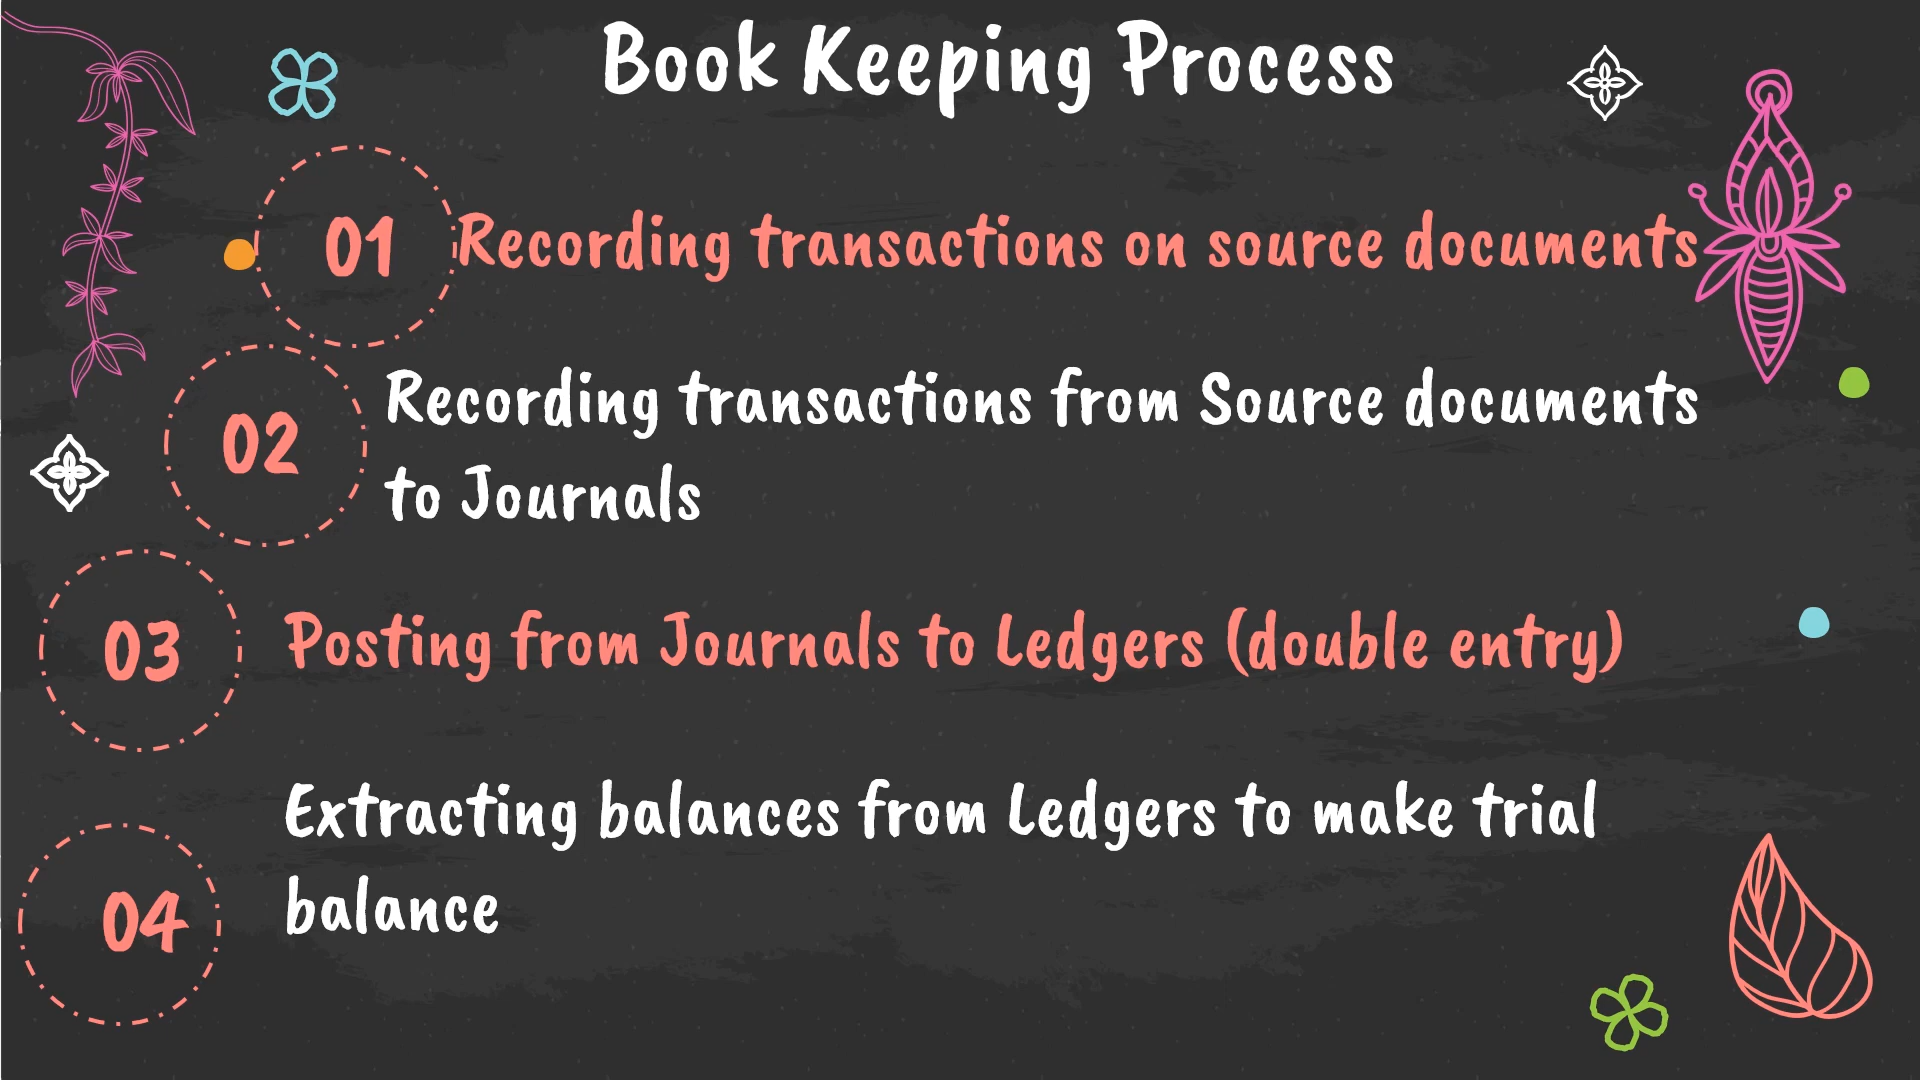 Book Keeping Process
01
Recording transactions on source documents
02
Recording transactions from Source documents
to Journals
03
Posting from Journals to Ledgers (double entry)
04
Extracting balances from Ledgers to make trial
balance